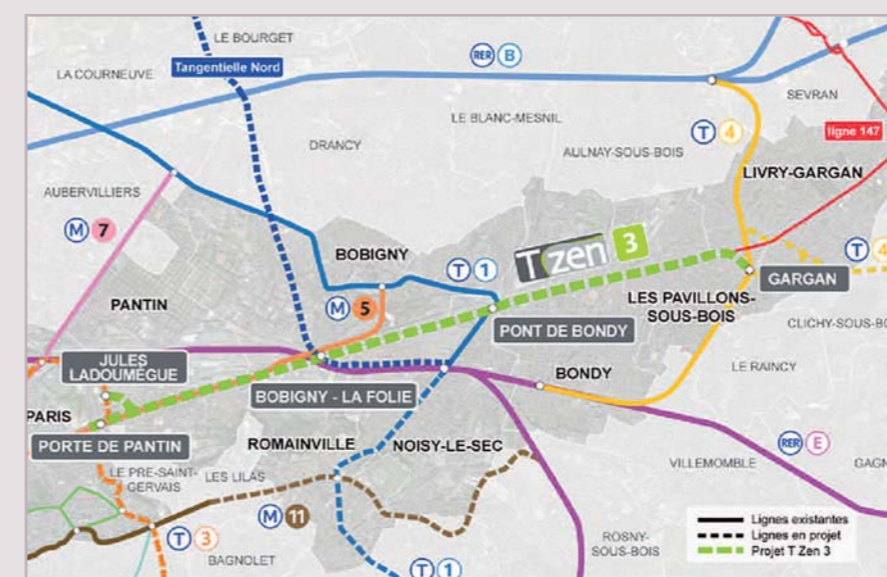 LE BOURGET
Tangentielle Nord
RER B
LA COURNEUVE
SEVRAN
LE BLANC-MESNIL
ligne 147
T 4
DRANCY
AULNAY-SOUS-BOIS
LIVRY-GARGAN
AUBERVILLIERS
M 7
BOBIGNY
T zen 3
T 4
T 1
GARGAN
PANTIN
M 5
LES PAVILLONS-
SOUS-BOIS
PONT DE BONDY
CLICHY-SOUS-BO
JULES
LADOUMÈGUE
LE RAINCY
BONDY
BOBIGNY - LA FOLIE
PARIS
PORTE DE PANTIN
ROMAINVILLE
NOISY-LE-SEC
RER E
LE PRE-SAINT-
GERVAIS
LES LILAS
VILLEMOMBLE
GAGN
M 11
T 3
BAGNOLET
ROSNY-
SOUS-BOIS
T 1
Lignes existantes
Lignes en projet
Projet T Zen 3